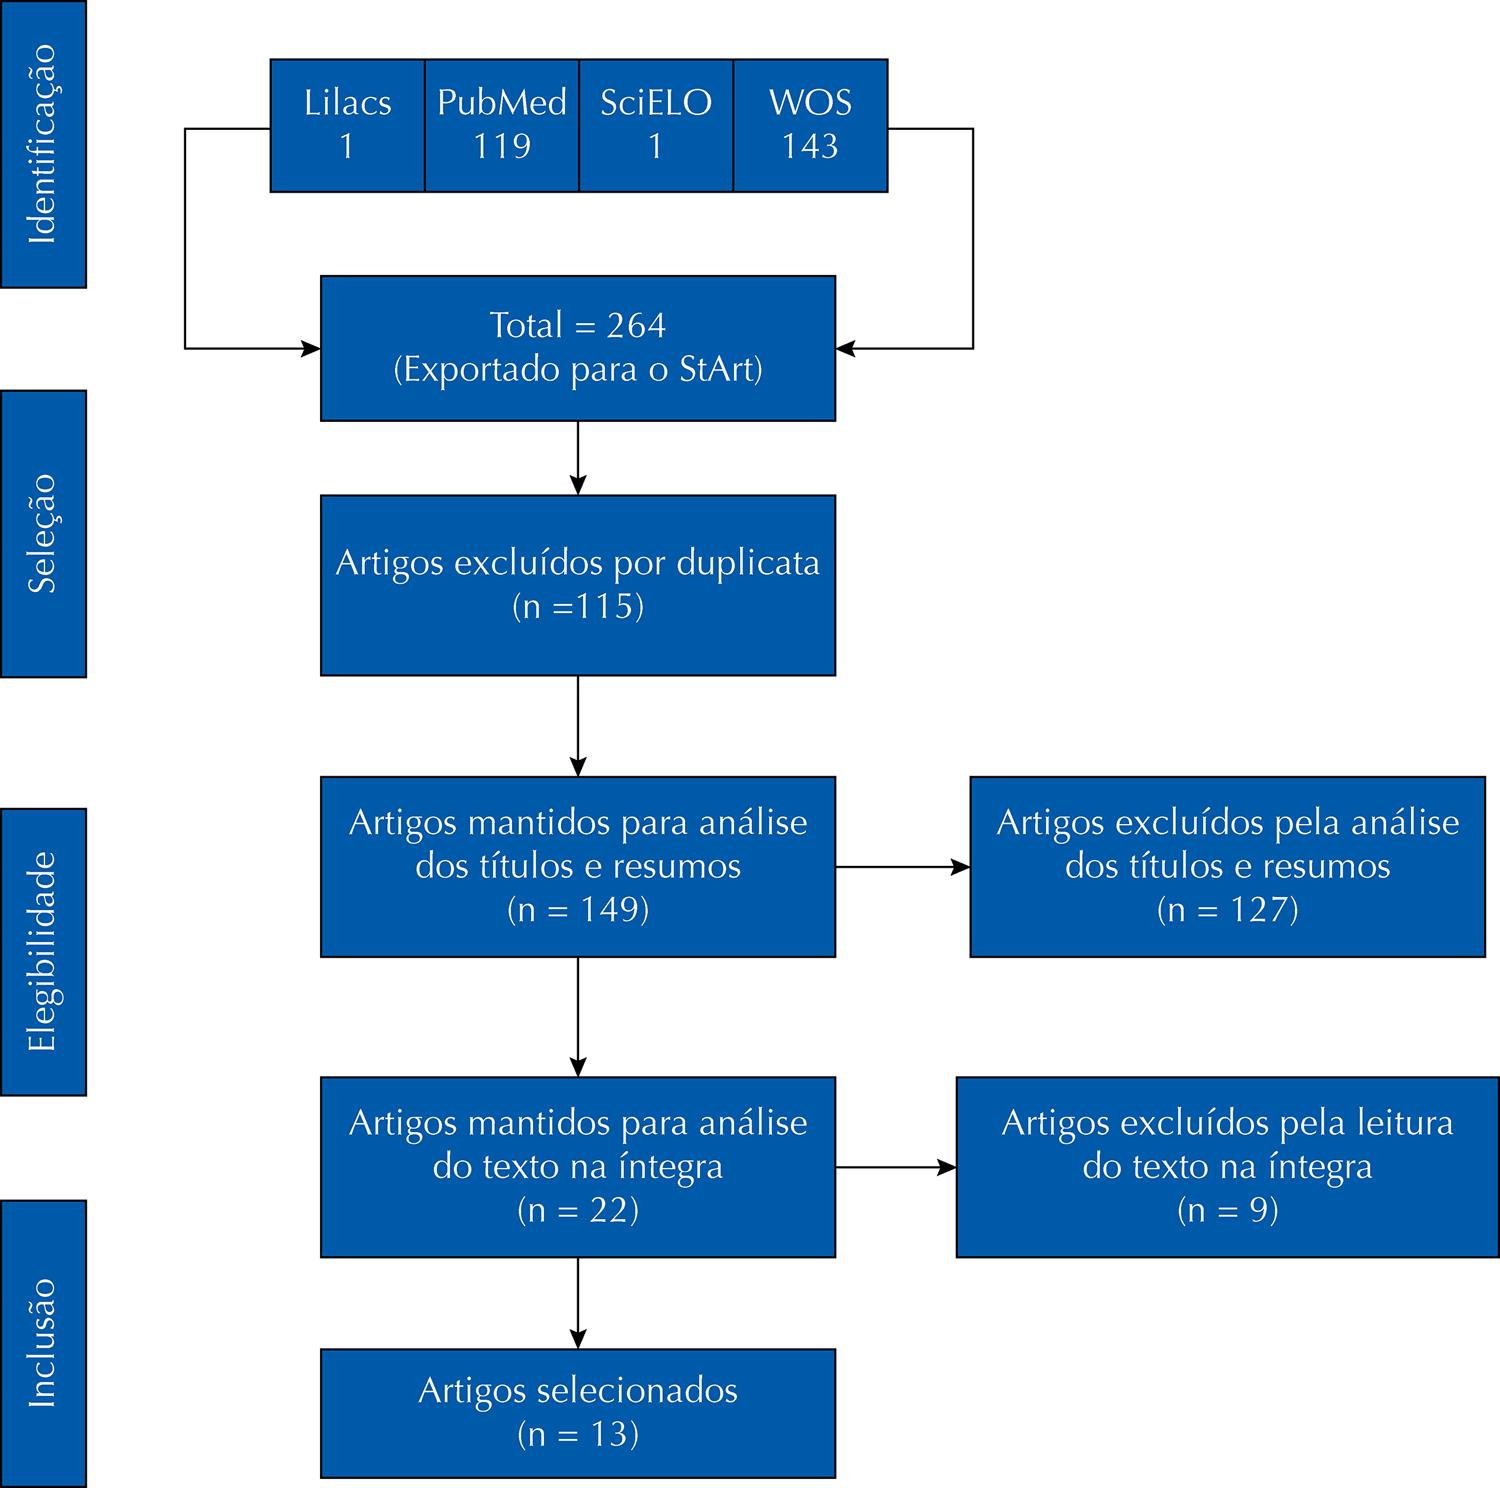 Identificação
Lilacs
1
PubMed
119
SciELO
1
WOS
143
Total = 264
(Exportado para o StArt)
Seleção
Artigos excluídos por duplicata
(n =115)
Elegibilidade
Artigos mantidos para análise
dos títulos e resumos
(n = 149)
Artigos excluídos pela análise
dos títulos e resumos
(n = 127)
Artigos mantidos para análise
do texto na íntegra
(n = 22)
Artigos excluídos pela leitura
do texto na íntegra
(n = 9)
Inclusão
Artigos selecionados
(n = 13)